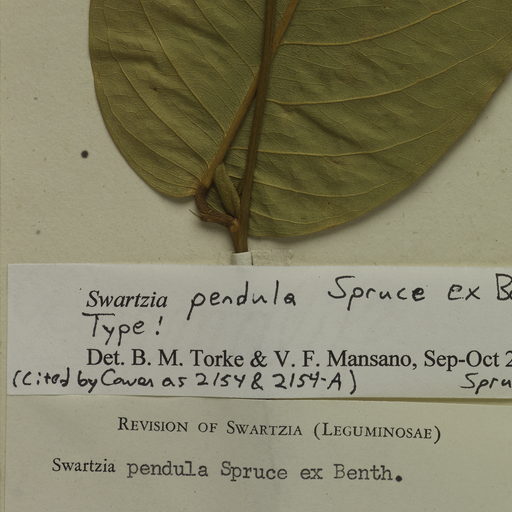 Swartzia pendula Spruce ex B
Type!
Det. B. M. Torke & V. F. Mansano, Sep-Oct 2
(Cited by Cowan as 2154 & 2154-A) Spru
REVISION OF SWARTZIA (LEGUMINOSAE)
Swartzia pendula Spruce ex Benth.